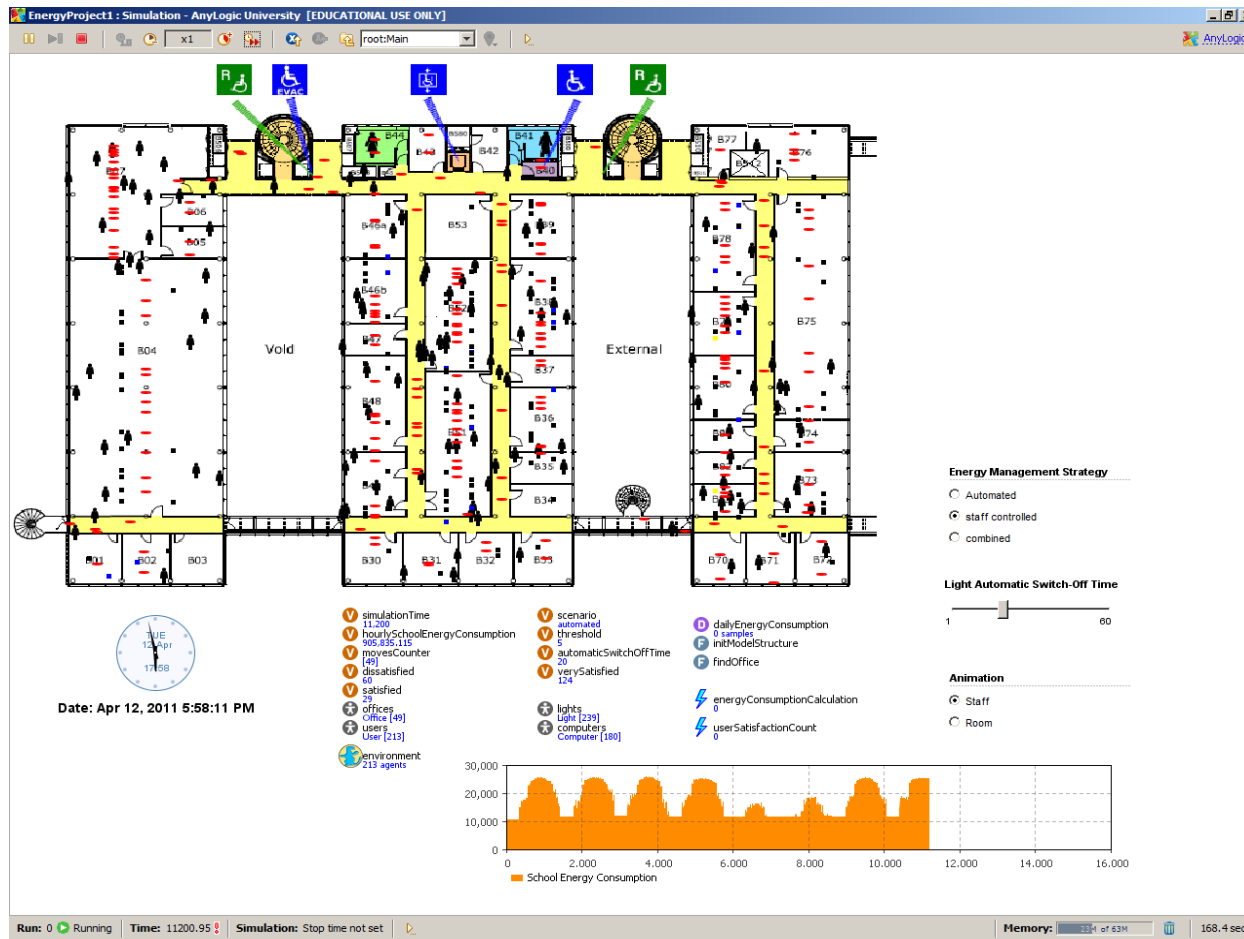 EnergyProject1 : Simulation - AnyLogic University [EDUCATIONAL USE ONLY]
x1
root:Main
AnyLogic
R
EVAC
R
B44
B43
B42
B41
B40
B77
B76
B06
B05
B46a
B53
B39
B78
B46b
B52
B38
B75
B04
Void
External
B47
B37
B48
B36
B51
B74
B35
B73
B34
B01
B02
B03
B30
B31
B32
B33
B70
B71
Energy Management Strategy
Automated
staff controlled
combined
Light Automatic Switch-Off Time
1
60
Animation
Staff
Room
TUE
12 Apr
17:58
Date: Apr 12, 2011 5:58:11 PM
simulationTime
11.200
hourlySchoolEnergyConsumption
905,835.115
movesCounter
[49]
dissatisfied
60
satisfied
29
offices
Office [49]
users
User [213]
environment
213 agents
scenario
automated
threshold
5
automaticSwitchOffTime
20
verySatisfied
124
lights
Light [239]
computers
Computer [180]
dailyEnergyConsumption
0 samples
initModelStructure
findOffice
energyConsumptionCalculation
0
userSatisfactionCount
0
30,000
20,000
10,000
0
0 2.000 4.000 6.000 8.000 10.000 12.000 14.000 16.000
School Energy Consumption
Run: 0 Running Time: 11200.95 Simulation: Stop time not set Memory: 23M of 63M 168.4 sec